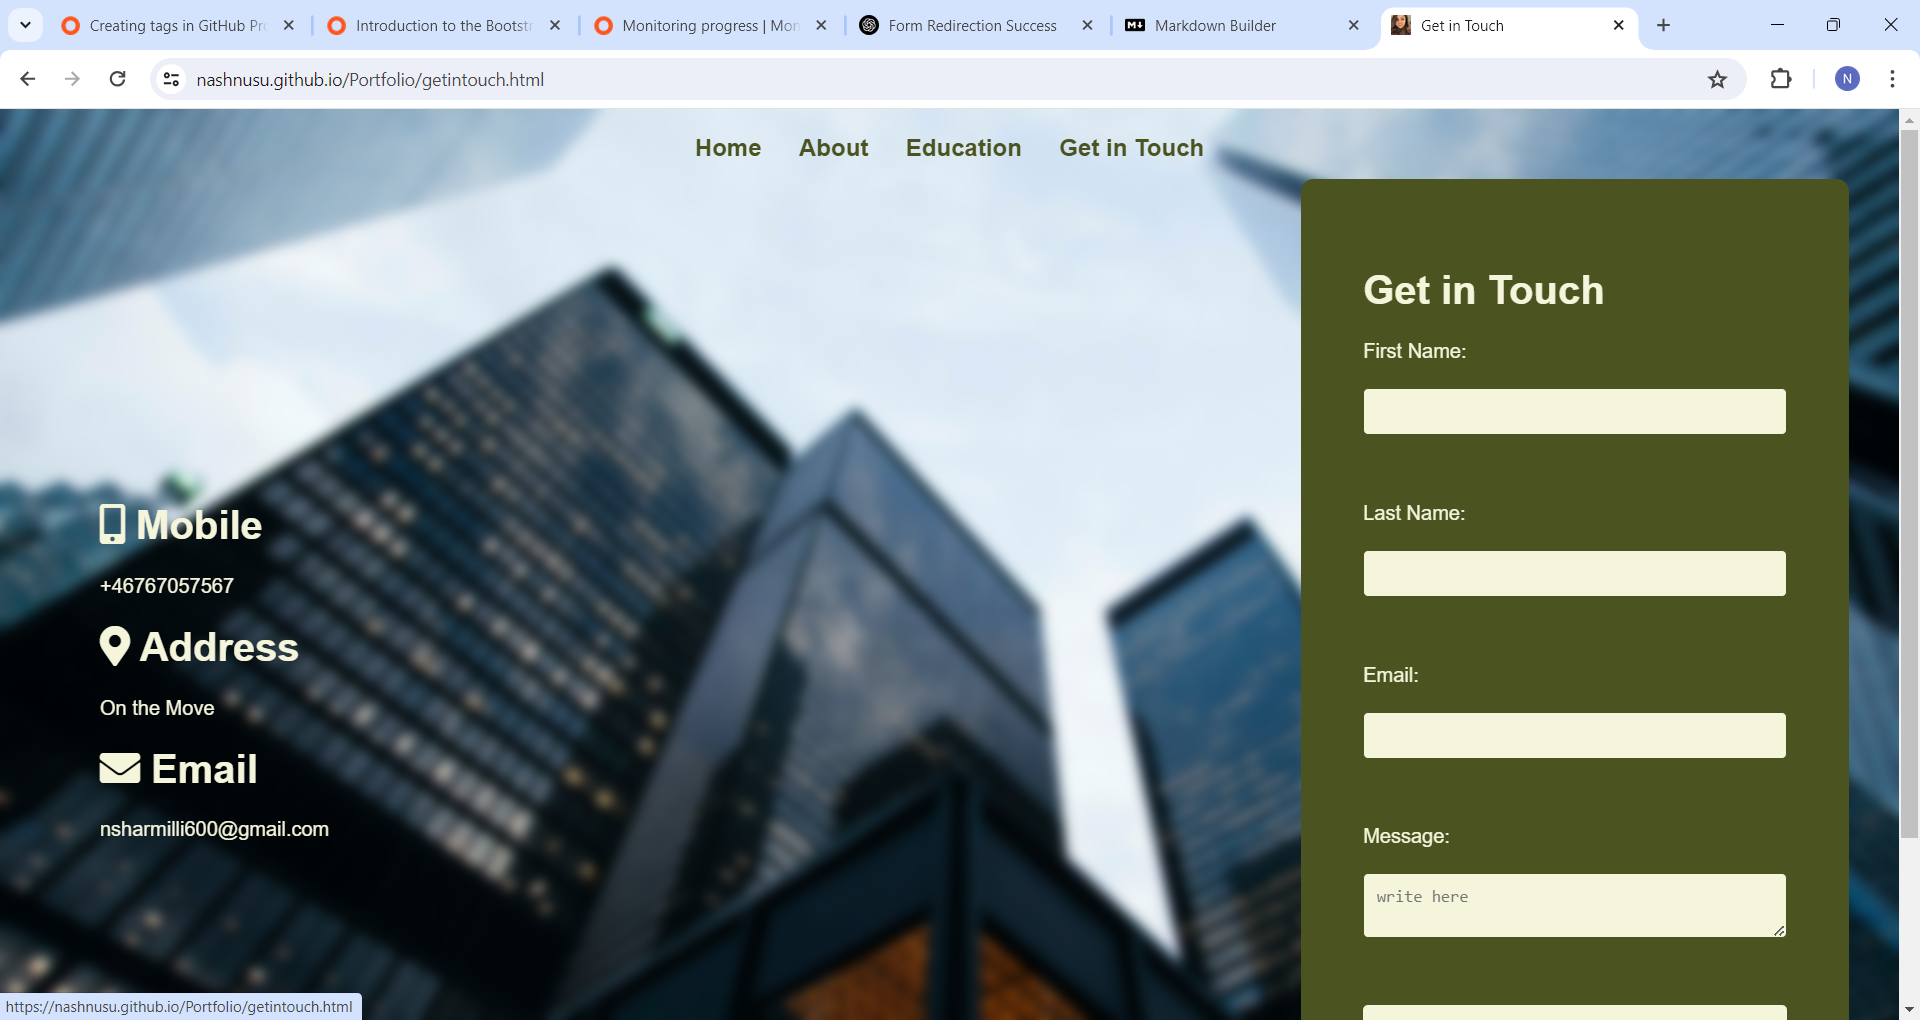 Creating tags in GitHub Pr
Introduction to the Bootstr
Monitoring progress | Mon
Form Redirection Success
Markdown Builder
Get in Touch
nashnusu.github.io/Portfolio/getintouch.html
N
Home
About
Education
Get in Touch
Get in Touch
First Name:
Last Name:
Email:
Message:
write here
Mobile
+46767057567
Address
On the Move
Email
nsharmilli600@gmail.com
https://nashnusu.github.io/Portfolio/getintouch.html